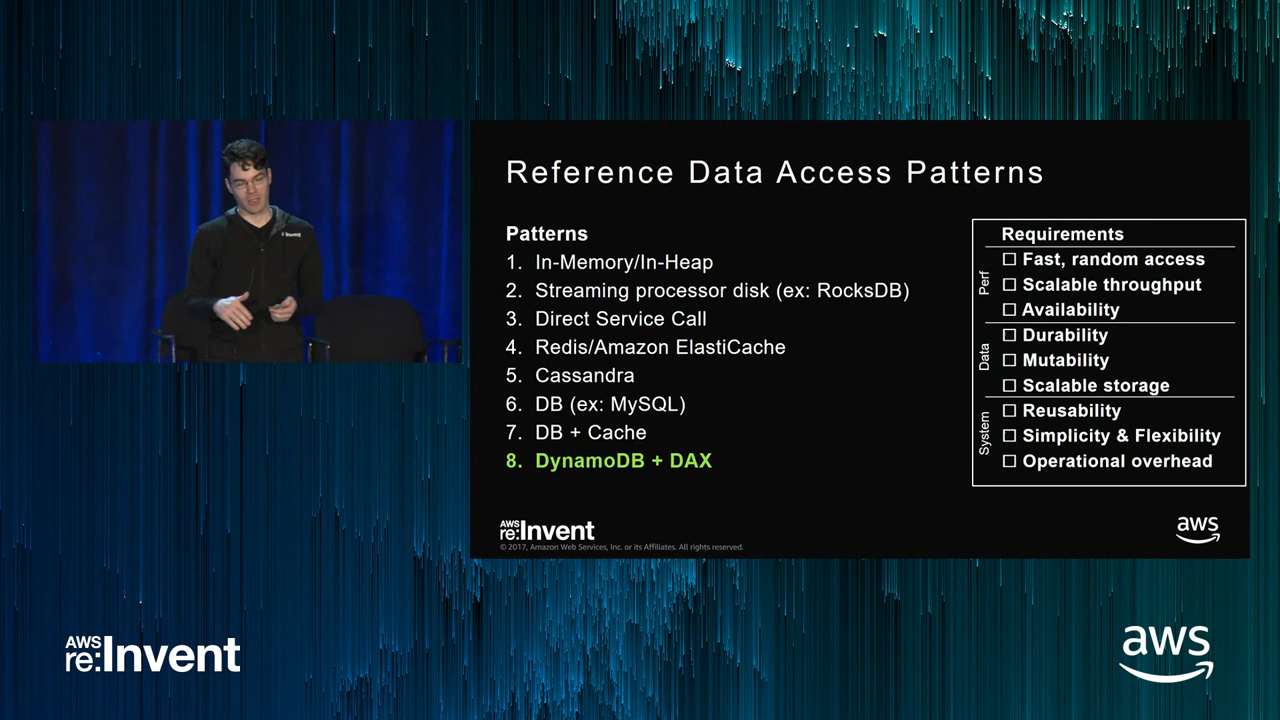 Reference Data Access Patterns
Patterns
1. In-Memory/In-Heap
2. Streaming processor disk (ex: RocksDB)
3. Direct Service Call
4. Redis/Amazon ElastiCache
5. Cassandra
6. DB (ex: MySQL)
7. DB + Cache
8. DynamoDB + DAX
Requirements
Perf
☐ Fast, random access
☐ Scalable throughput
☐ Availability
Data
☐ Durability
☐ Mutability
☐ Scalable storage
System
☐ Reusability
☐ Simplicity & Flexibility
☐ Operational overhead
AWS
re:Invent
© 2017, Amazon Web Services, Inc. or its Affiliates. All rights reserved.
aws
re:Invent
AWS
re:Invent
aws